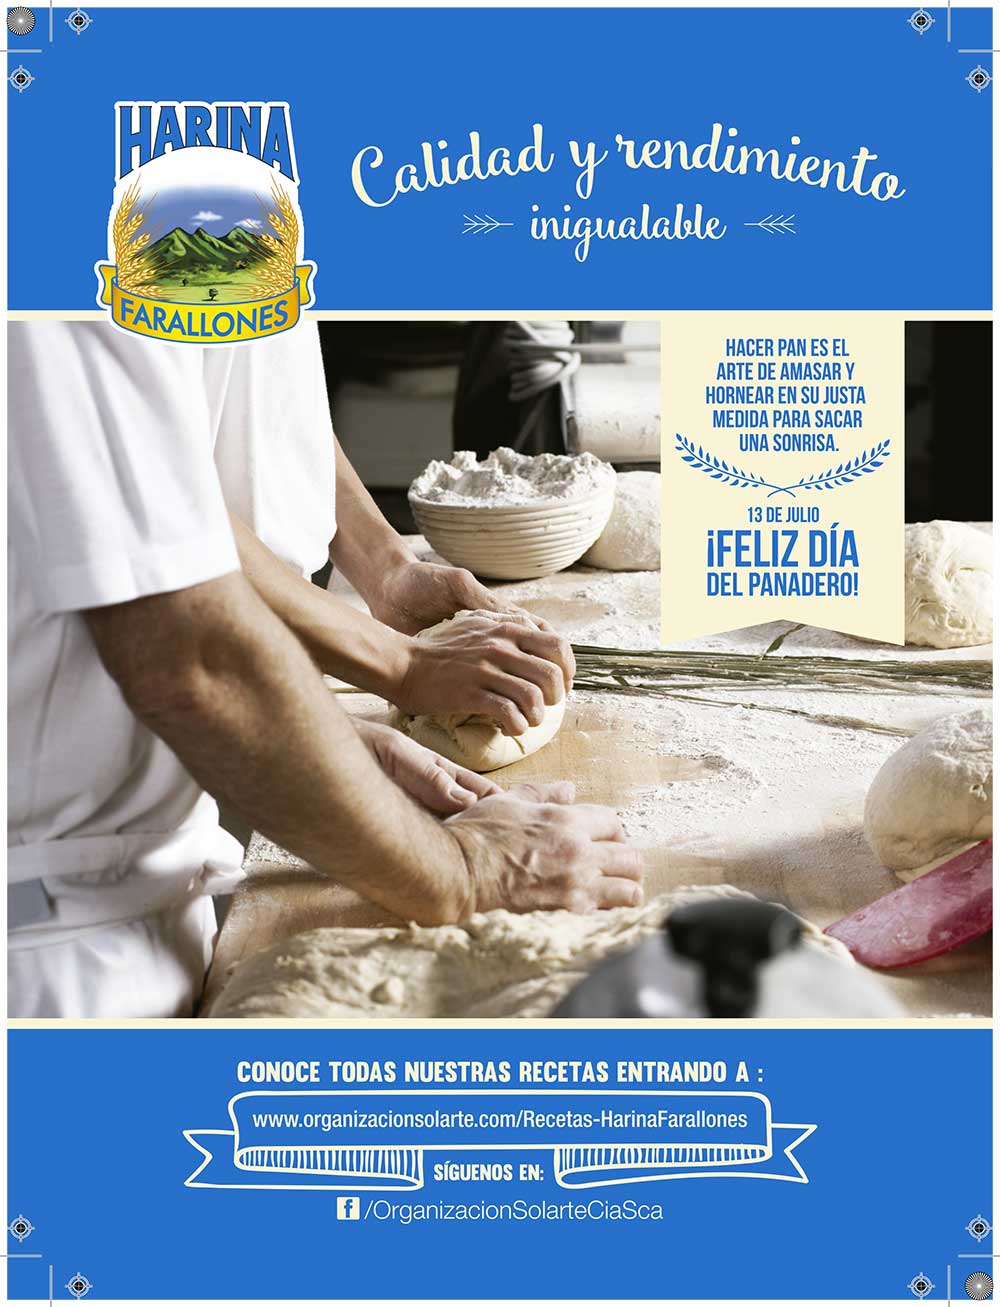 HARINA
FARALLONES
Calidad y rendimiento
inigualable
HACER PAN ES EL
ARTE DE AMASAR Y
HORNEAR EN SU JUSTA
MEDIDA PARA SACAR
UNA SONRISA.
13 DE JULIO
¡FELIZ DÍA
DEL PANADERO!
CONOCE TODAS NUESTRAS RECETAS ENTRANDO A :
www.organizacionsolarte.com/Recetas-HarinaFarallones
SÍGUENOS EN:
f /OrganizacionSolarteCiaSca